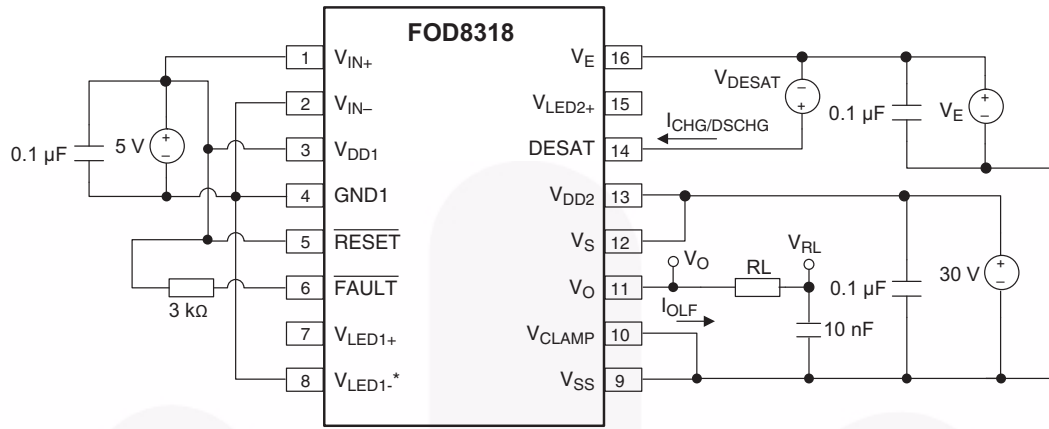 FOD8318
1 V_IN+
2 V_IN–
3 V_DD1
4 GND1
5 RESET
6 FAULT
7 V_LED1+
8 V_LED1-*
V_E 16
V_LED2+ 15
DESAT 14
V_DD2 13
V_S 12
V_O 11
V_CLAMP 10
V_SS 9
0.1 µF
5 V
+
–
3 kΩ
V_DESAT
–
+
I_CHG/DSCHG
0.1 µF
V_E
+
–
V_O
RL
V_RL
I_OLF
10 nF
0.1 µF
30 V
+
–